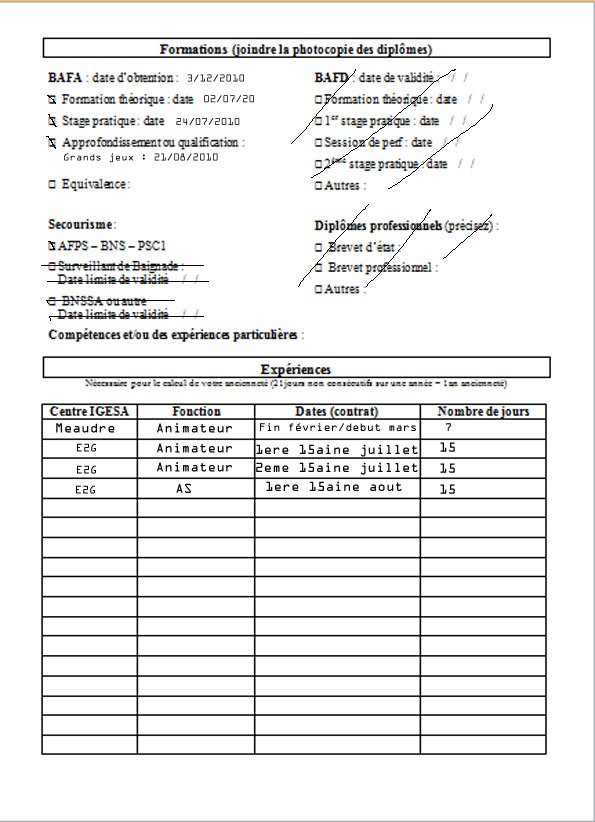 Formations (joindre la photocopie des diplômes)
BAFA : date d'obtention : 3/12/2010
Formation théorique : date 02/07/20
Stage pratique : date 24/07/2010
Approfondissement ou qualification :
Grands jeux : 21/08/2010
Equivalence :
BAFD : date de validité : / /
Formation théorique : date / /
1er stage pratique : date / /
Session de perf : date / /
2ème stage pratique : date / /
Autres :
Secourisme :
AFPS – BNS – PSC1
Surveillant de Baignade :
Date limite de validité / /
BNSSA ou autre
Date limite de validité / /
Diplômes professionnels (précisez) :
Brevet d'état :
Brevet professionnel :
Autres :
Compétences et/ou des expériences particulières :
Expériences
Nécessaire pour le calcul de votre ancienneté (21 jours non consécutifs sur une année = 1 an ancienneté)
Centre IGESA Fonction Dates (contrat) Nombre de jours
Meaudre Animateur Fin février/debut mars 7
E2G Animateur 1ere 15aine juillet 15
E2G Animateur 2eme 15aine juillet 15
E2G AS 1ere 15aine aout 15